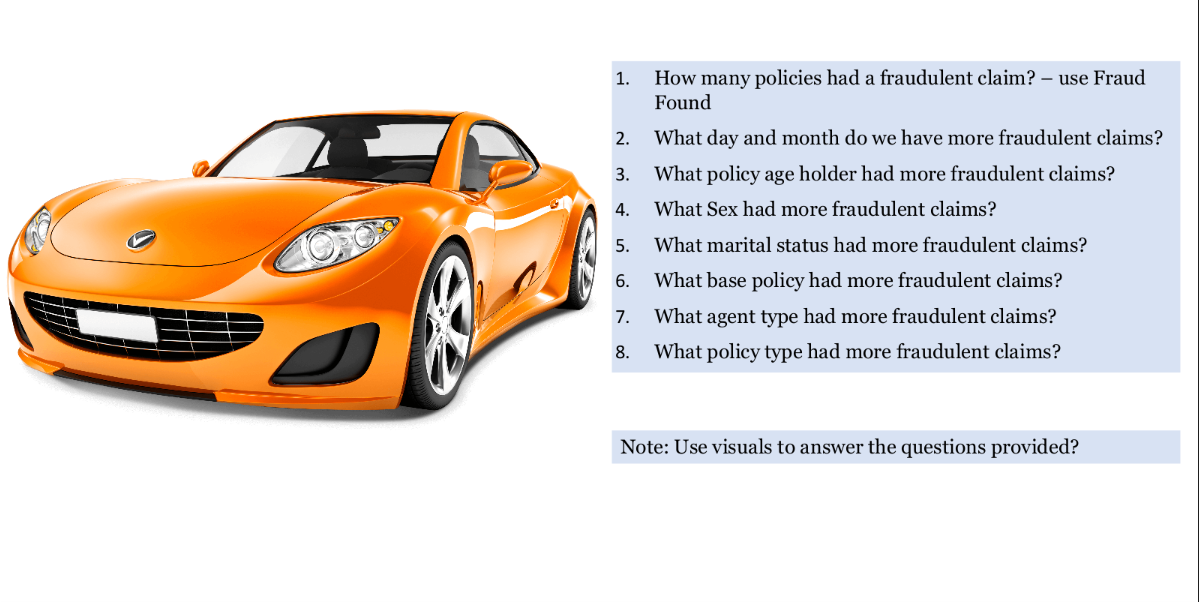 1. How many policies had a fraudulent claim? – use Fraud
Found
2. What day and month do we have more fraudulent claims?
3. What policy age holder had more fraudulent claims?
4. What Sex had more fraudulent claims?
5. What marital status had more fraudulent claims?
6. What base policy had more fraudulent claims?
7. What agent type had more fraudulent claims?
8. What policy type had more fraudulent claims?
Note: Use visuals to answer the questions provided?